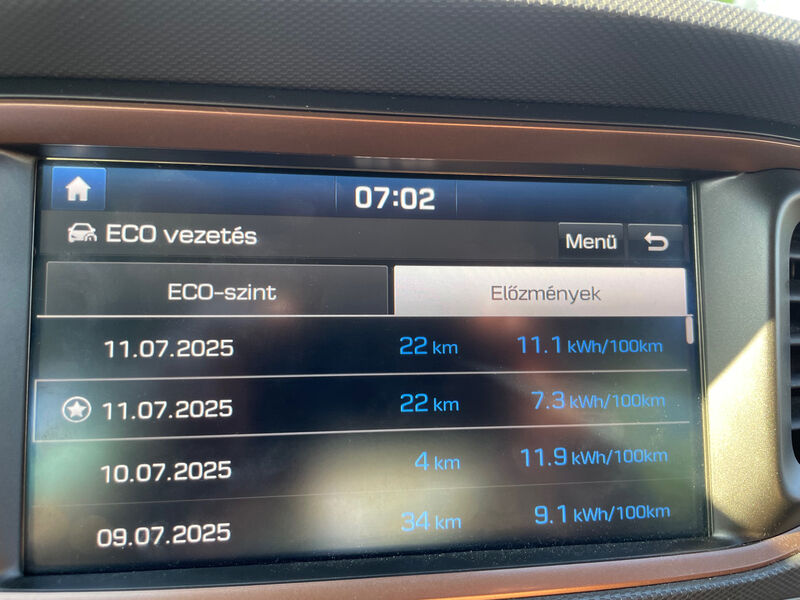 07:02
ECO vezetés Menü
ECO-szint Előzmények
11.07.2025 22 km 11.1 kWh/100km
11.07.2025 22 km 7.3 kWh/100km
10.07.2025 4 km 11.9 kWh/100km
09.07.2025 34 km 9.1 kWh/100km